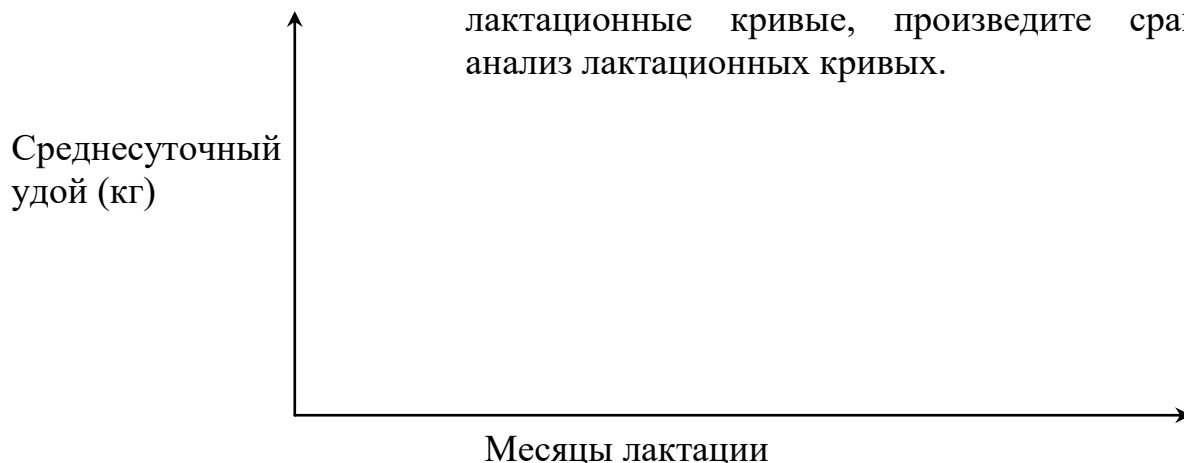 лактационные кривые, произведите
анализ лактационных кривых.
Среднесуточный
удой (кг)
Месяцы лактации